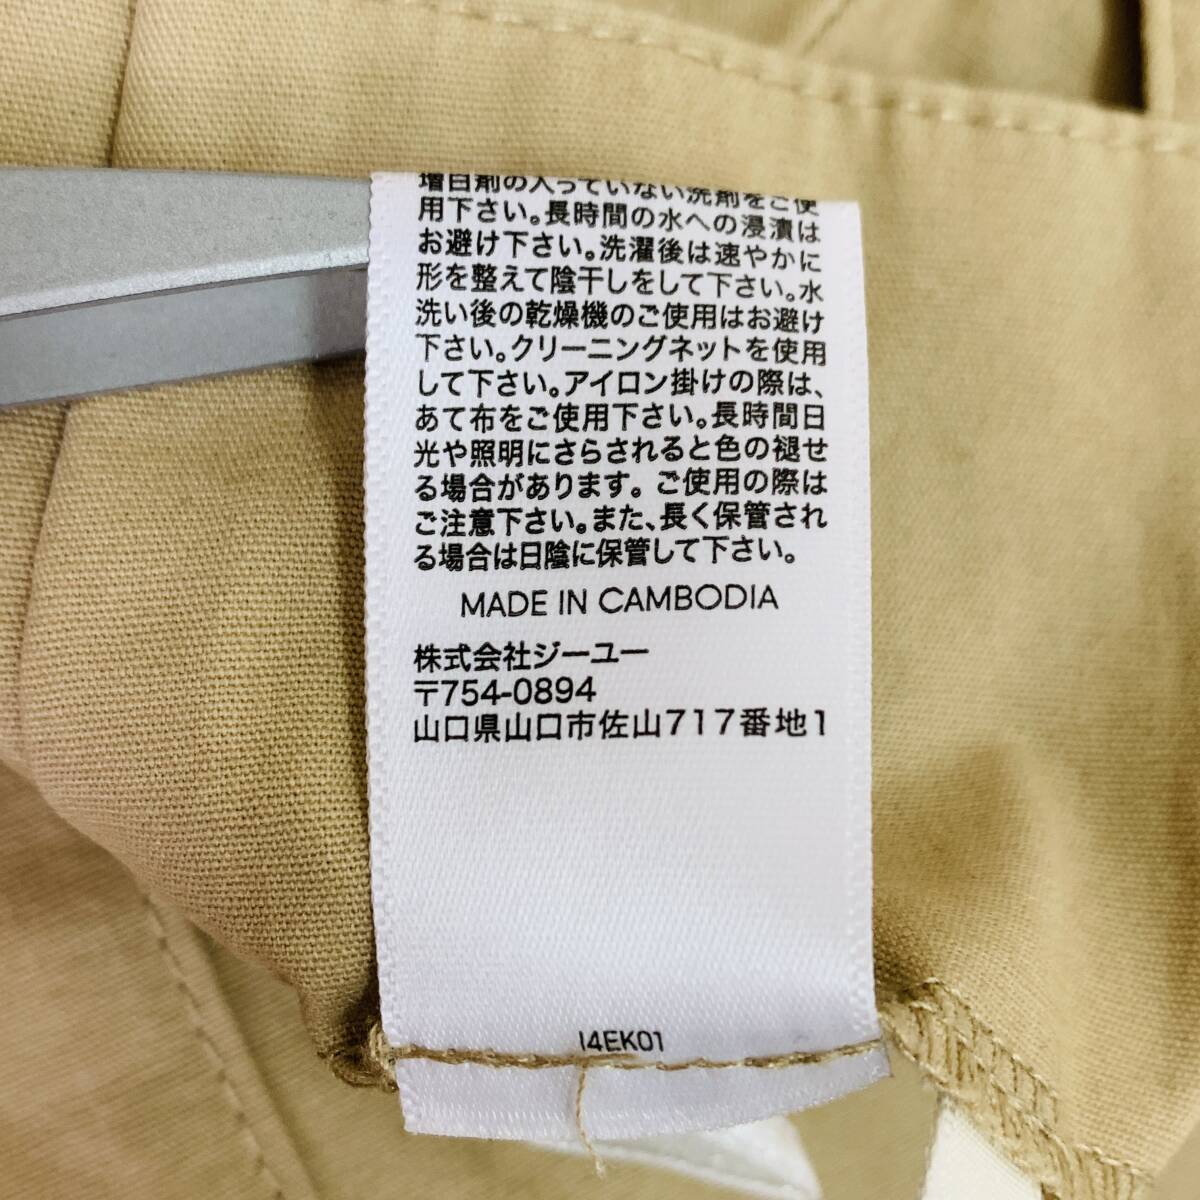 増白剤の入っていない洗剤をご使
用下さい。長時間の水への浸漬は
お避け下さい。洗濯後は速やかに
形を整えて陰干しをして下さい。水
洗い後の乾燥機のご使用はお避け
下さい。クリーニングネットを使用
して下さい。アイロン掛けの際は、
あて布をご使用下さい。長時間日
光や照明にさらされると色の褪せ
る場合があります。ご使用の際は
ご注意下さい。また、長く保管され
る場合は日陰に保管して下さい。
MADE IN CAMBODIA
株式会社ジーユー
〒754-0894
山口県山口市佐山717番地1
I4EK01